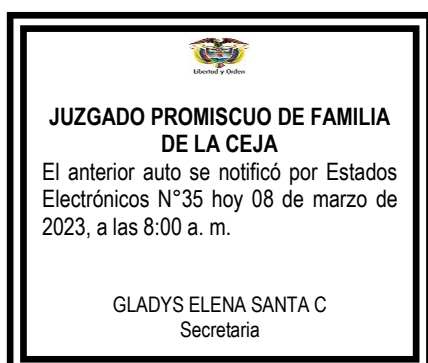 Libertad y Orden
JUZGADO PROMISCUO DE FAMILIA
DE LA CEJA
El anterior auto se notificó por Estados
Electrónicos N°35 hoy 08 de marzo de
2023, a las 8:00 a. m.
GLADYS ELENA SANTA C
Secretaria